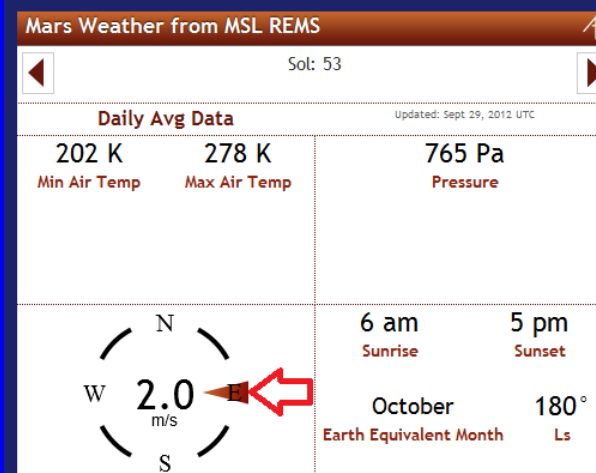 Mars Weather from MSL REMS
Sol: 53
Daily Avg Data
Updated: Sept 29, 2012 UTC
202 K 278 K
Min Air Temp Max Air Temp
765 Pa
Pressure
N
W 2.0 E
m/s
S
6 am 5 pm
Sunrise Sunset
October 180°
Earth Equivalent Month Ls